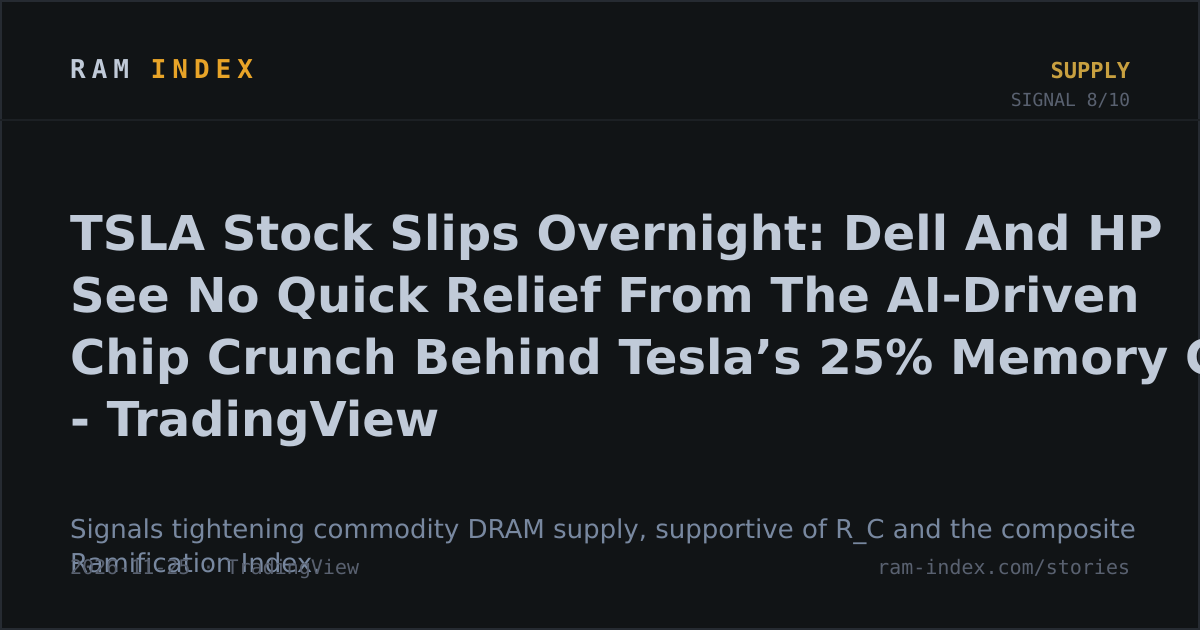 RAM INDEX
SUPPLY
SIGNAL 8/10
TSLA Stock Slips Overnight: Dell And HP
See No Quick Relief From The AI-Driven
Chip Crunch Behind Tesla’s 25% Memory
- TradingView
Signals tightening commodity DRAM supply, supportive of R_C and the composite
Ramification Index.
TradingView
ram-index.com/stories